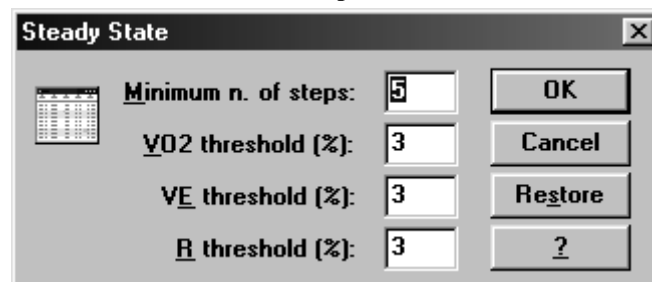 Steady State
Minimum n. of steps: 5 OK
VO2 threshold (%): 3 Cancel
VE threshold (%): 3 Restore
R threshold (%): 3 ?